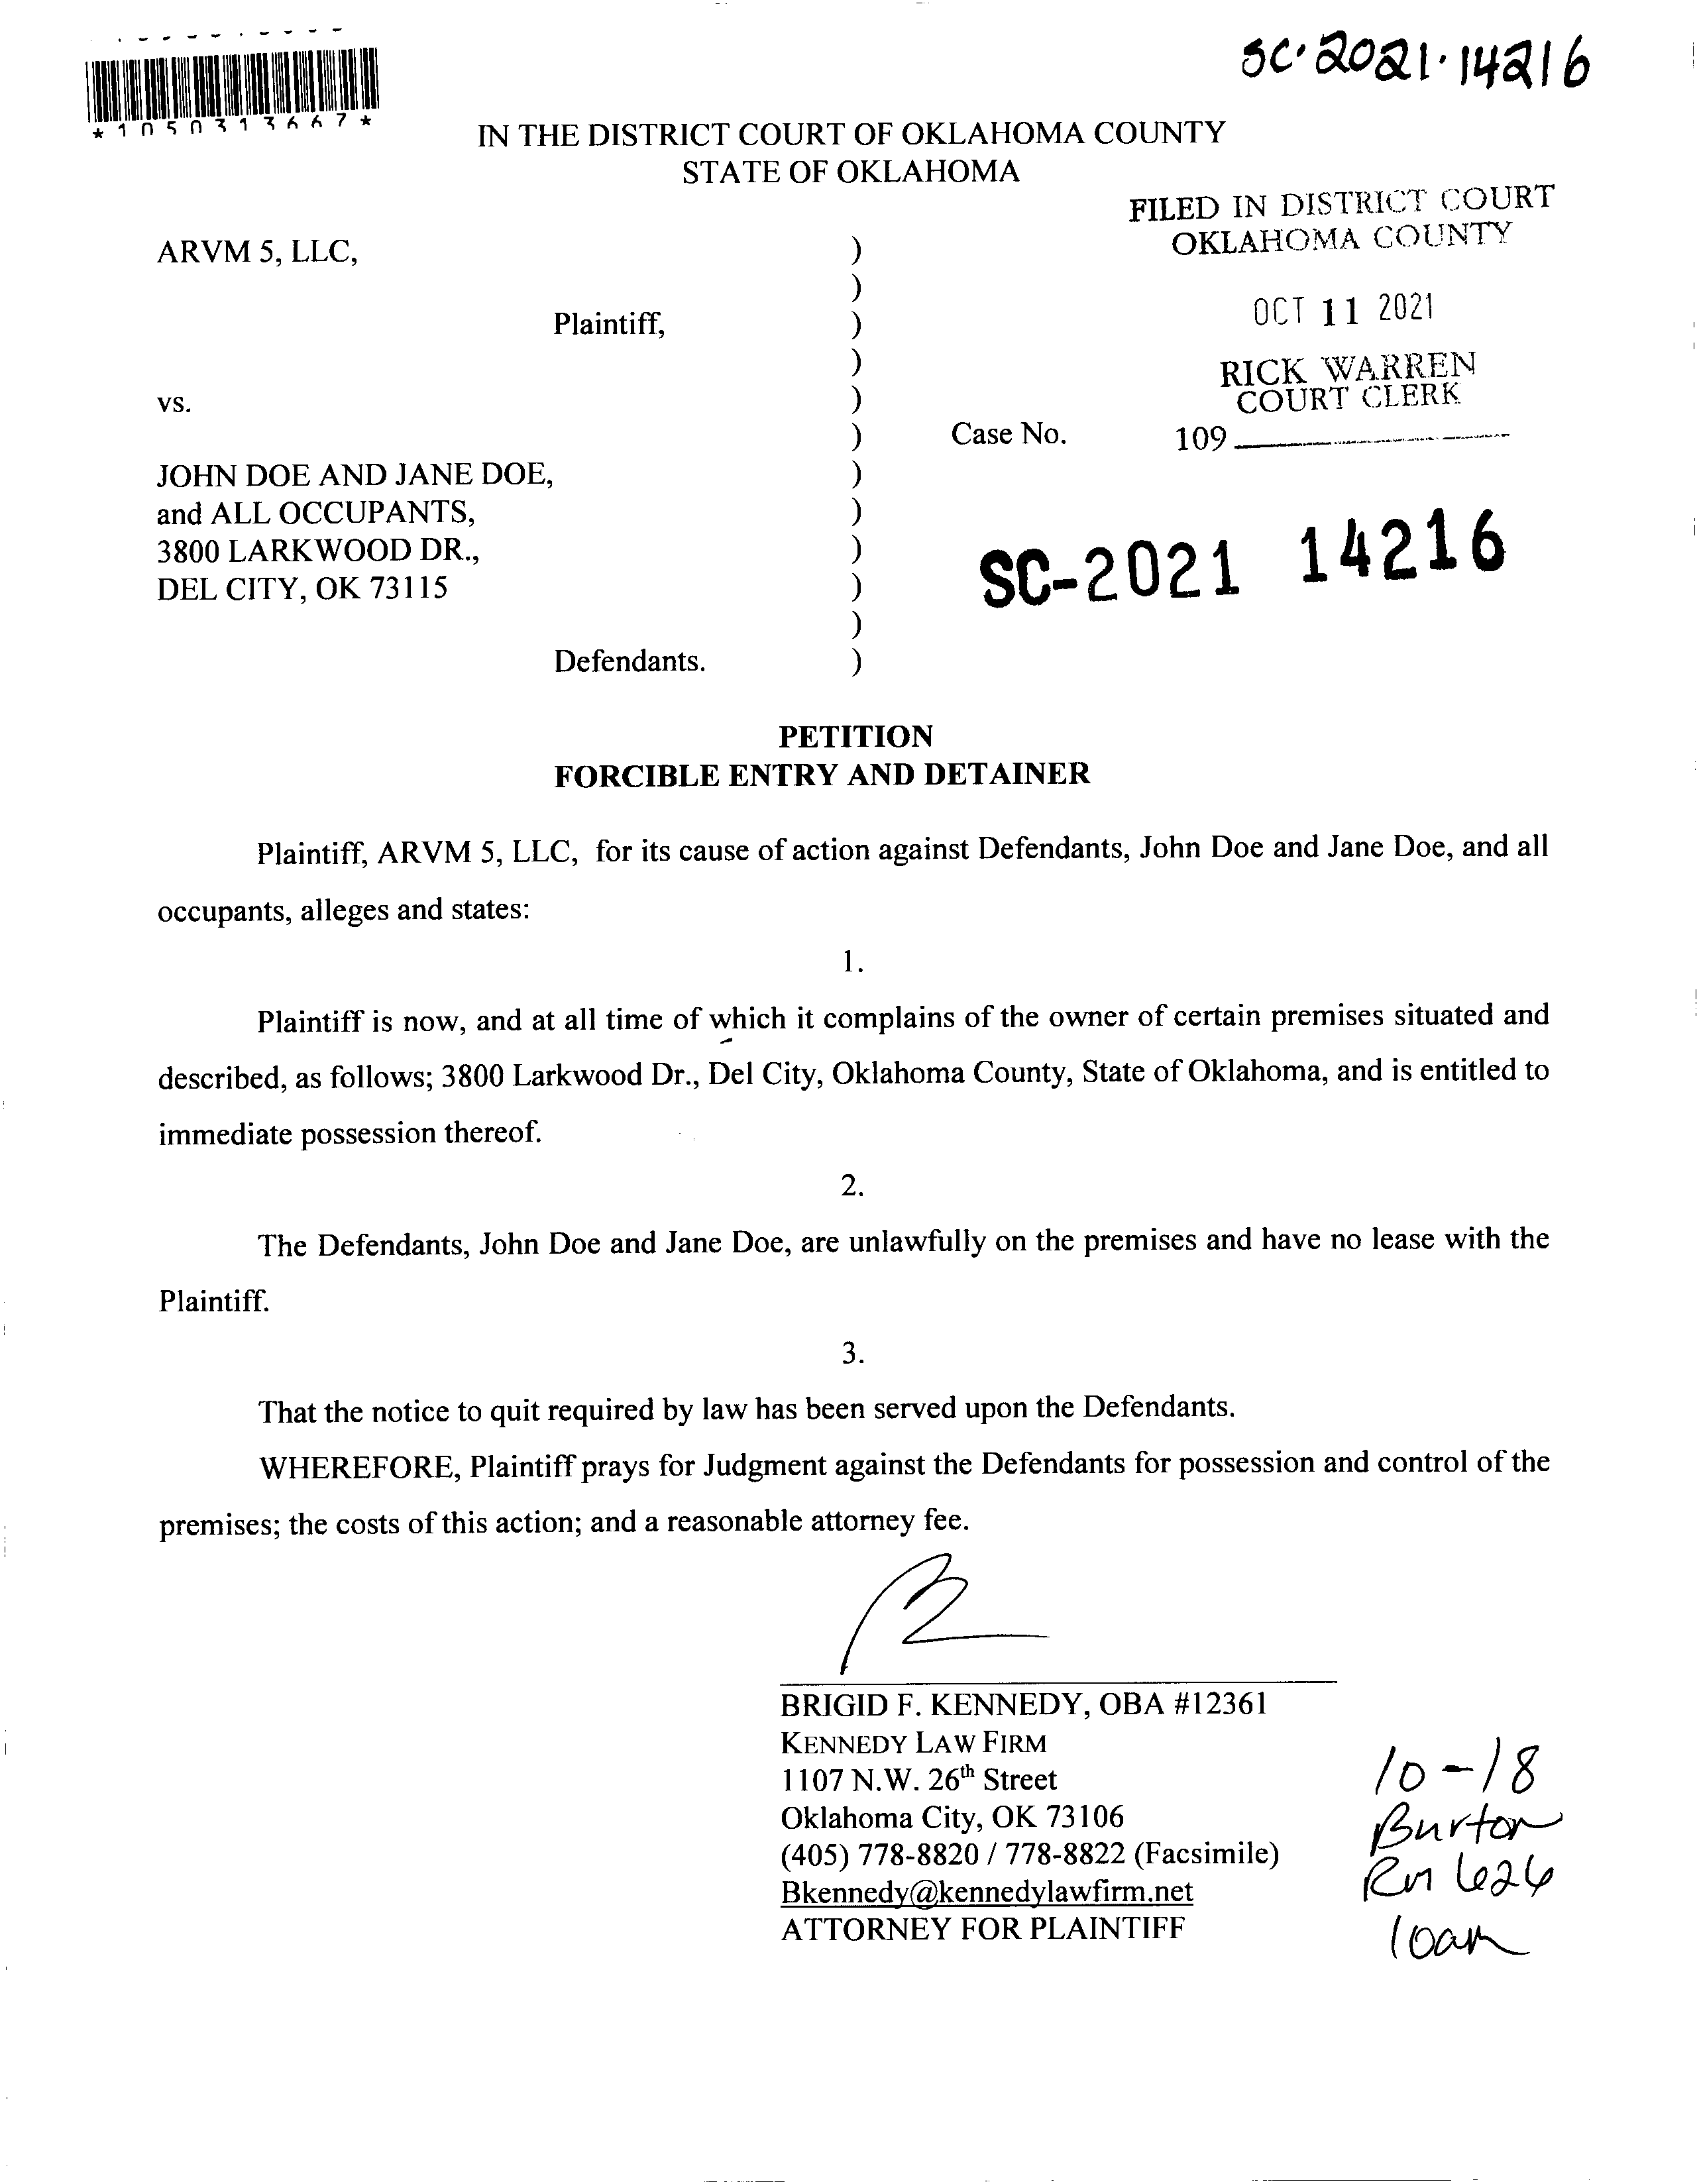 SC·2021·14216
*1050313667*
IN THE DISTRICT COURT OF OKLAHOMA COUNTY
STATE OF OKLAHOMA
FILED IN DISTRICT COURT
OKLAHOMA COUNTY
OCT 11 2021
RICK WARREN
COURT CLERK
109
ARVM 5, LLC, )
)
Plaintiff, )
)
vs. )
) Case No.
JOHN DOE AND JANE DOE, )
and ALL OCCUPANTS, )
3800 LARKWOOD DR., )
DEL CITY, OK 73115 )
)
Defendants. )
SC-2021 14216
PETITION
FORCIBLE ENTRY AND DETAINER
Plaintiff, ARVM 5, LLC, for its cause of action against Defendants, John Doe and Jane Doe, and all
occupants, alleges and states:
1.
Plaintiff is now, and at all time of which it complains of the owner of certain premises situated and
described, as follows; 3800 Larkwood Dr., Del City, Oklahoma County, State of Oklahoma, and is entitled to
immediate possession thereof.
2.
The Defendants, John Doe and Jane Doe, are unlawfully on the premises and have no lease with the
Plaintiff.
3.
That the notice to quit required by law has been served upon the Defendants.
WHEREFORE, Plaintiff prays for Judgment against the Defendants for possession and control of the
premises; the costs of this action; and a reasonable attorney fee.
BRIGID F. KENNEDY, OBA #12361
KENNEDY LAW FIRM
1107 N.W. 26th Street
Oklahoma City, OK 73106
(405) 778-8820 / 778-8822 (Facsimile)
Bkennedy@kennedylawfirm.net
ATTORNEY FOR PLAINTIFF
10-18
Burton
Rm 626
10am